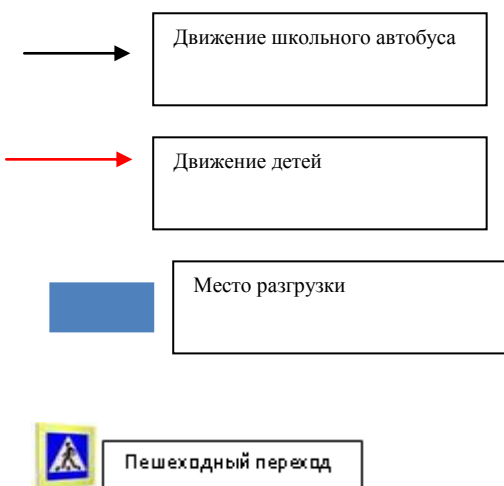 Движение школьного автобуса
Движение детей
Место разгрузки
Пешеходный переход